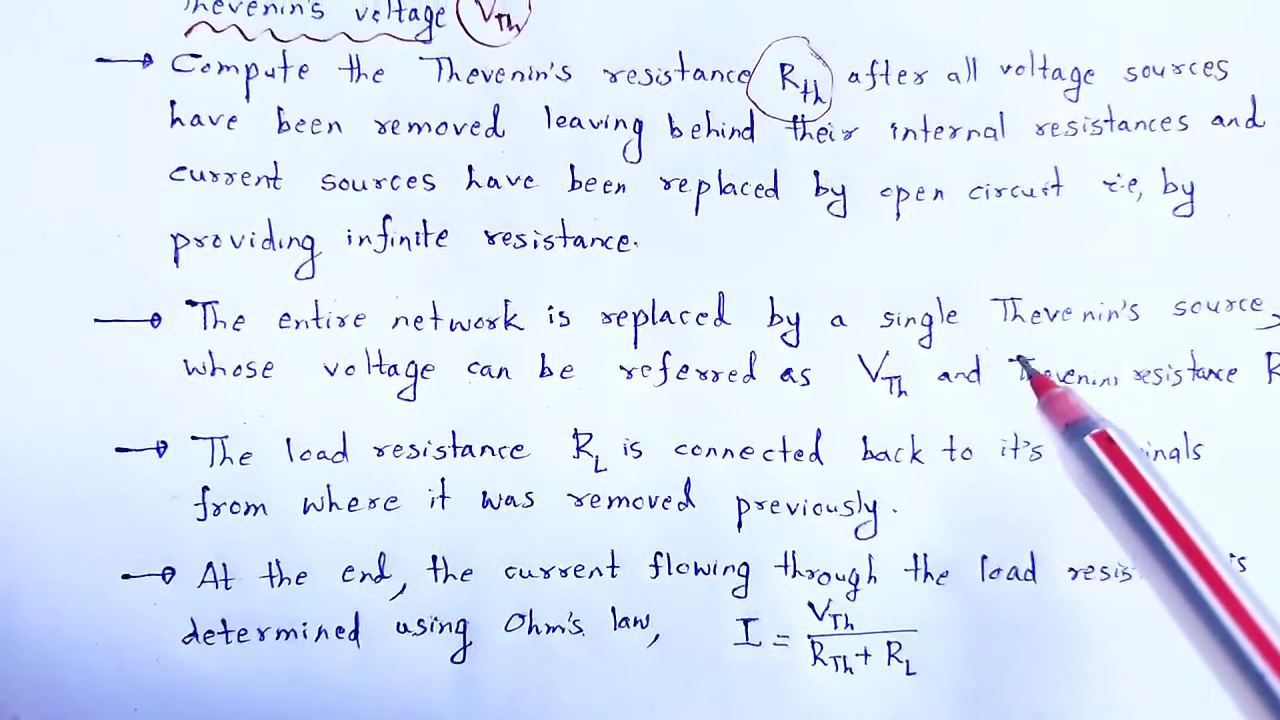 Thevenin's voltage VTh
→ Compute the Thevenin's resistance Rth after all voltage sources
have been removed leaving behind their internal resistances and
current sources have been replaced by open circuit i.e, by
providing infinite resistance.
→ The entire network is replaced by a single Thevenin's source,
whose voltage can be referred as VTh and Thevenin's resistance R
→ The load resistance RL is connected back to it's
from where it was removed previously.
→ At the end, the current flowing through the load
determined using Ohm's law, I = VTh / RTh + RL